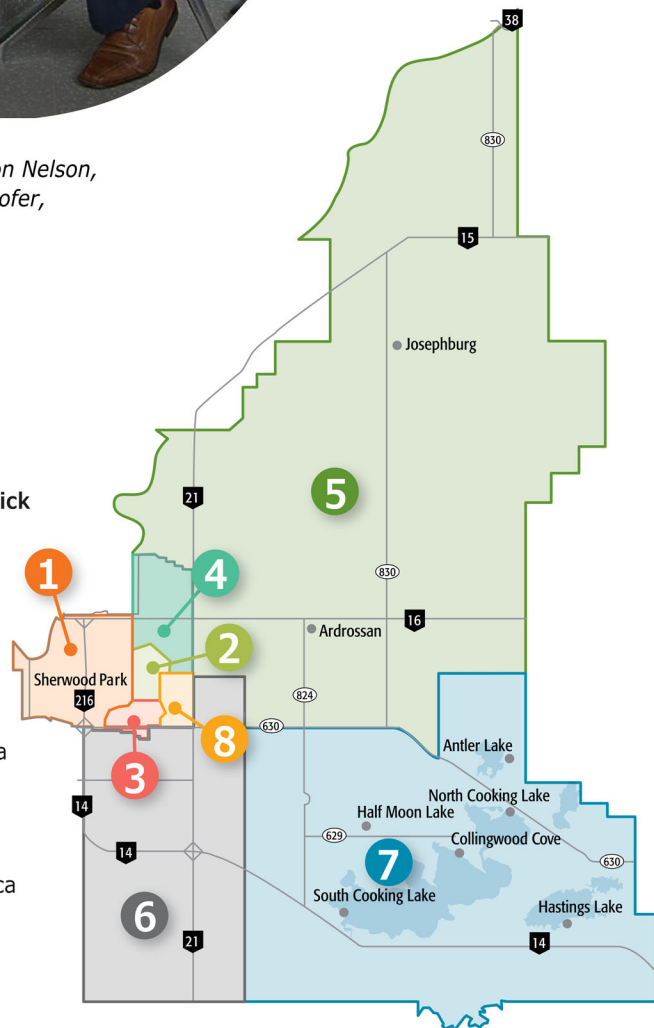 38
830
on Nelson,
ofer,
15
Josephburg
ick
21
5
830
1
4
16
Ardrossan
2
Sherwood Park
216
824
630
8
3
a
Antler Lake
North Cooking Lake
14
Half Moon Lake
629
Collingwood Cove
14
7
630
ca
South Cooking Lake
6
Hastings Lake
21
14